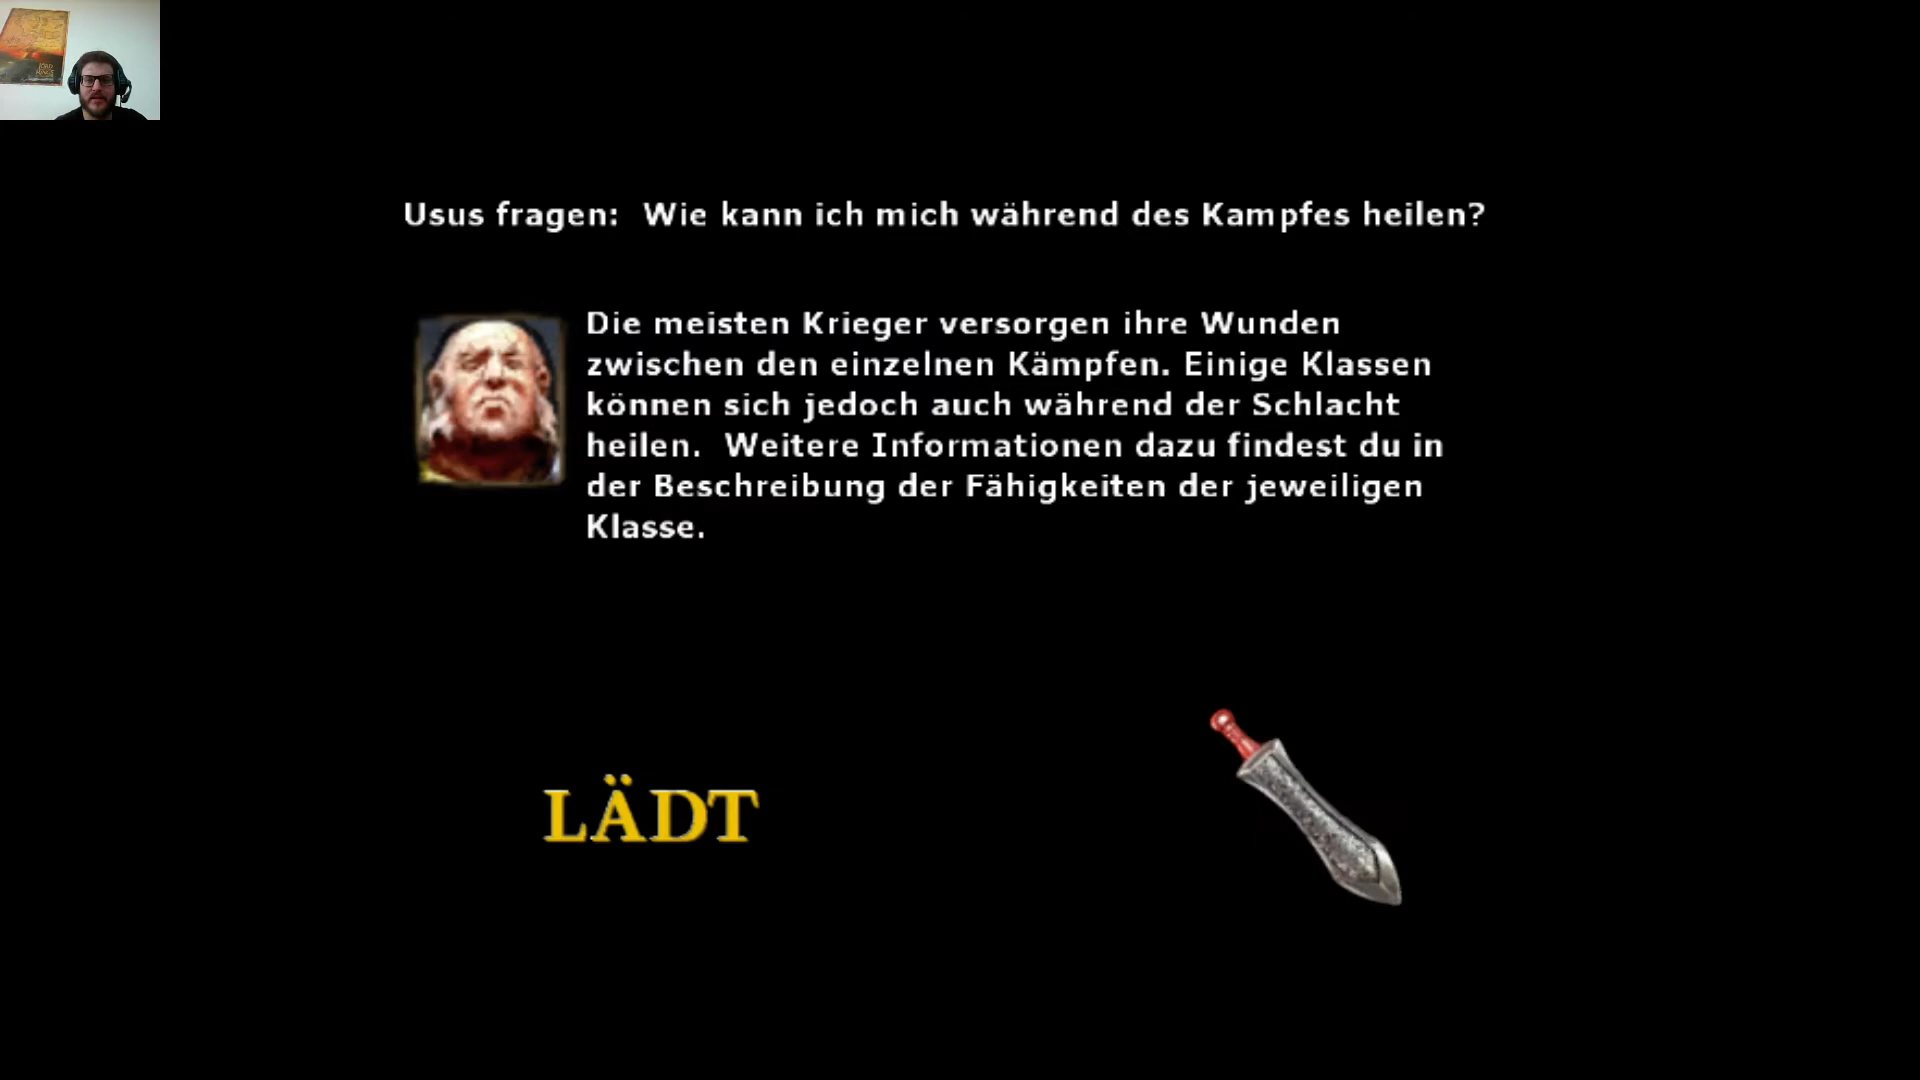 Usus fragen:  Wie kann ich mich während des Kampfes heilen?
Die meisten Krieger versorgen ihre Wunden
zwischen den einzelnen Kämpfen. Einige Klassen
können sich jedoch auch während der Schlacht
heilen.  Weitere Informationen dazu findest du in
der Beschreibung der Fähigkeiten der jeweiligen
Klasse.
LÄDT